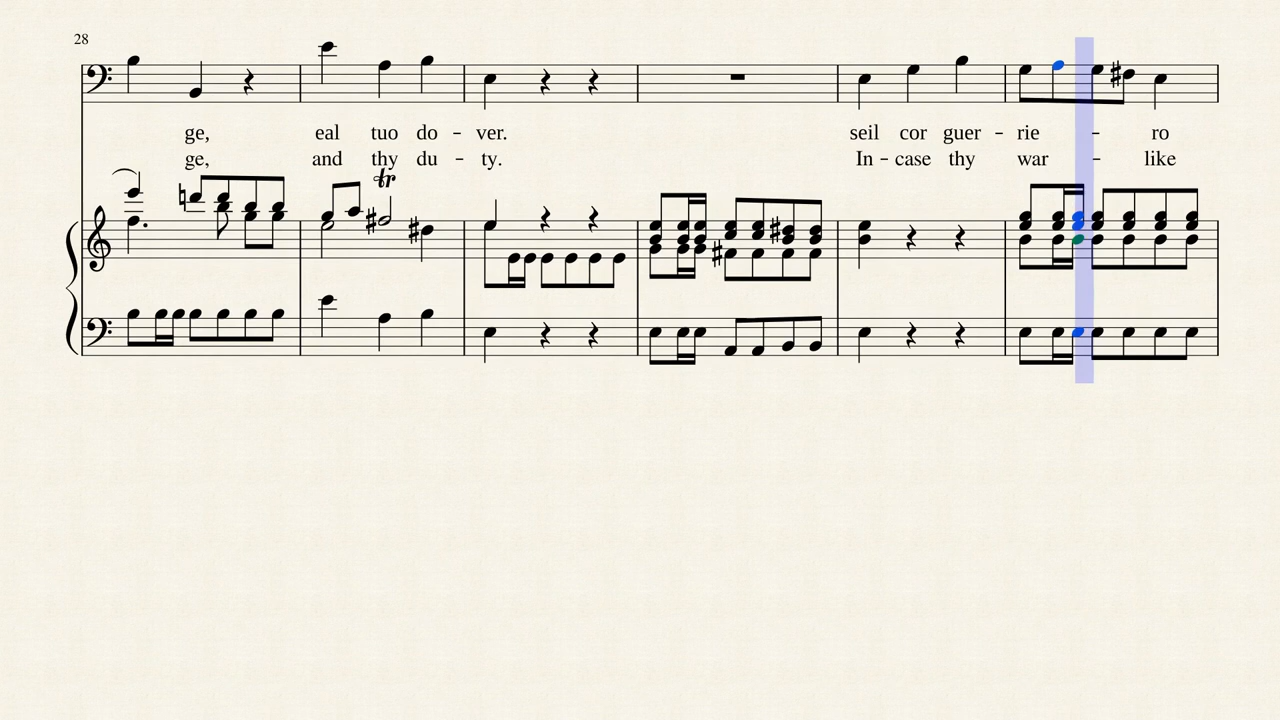 28
ge, eal tuo do - ver. seil cor guer - rie - ro
ge, and thy du - ty. In - case thy war - like
tr